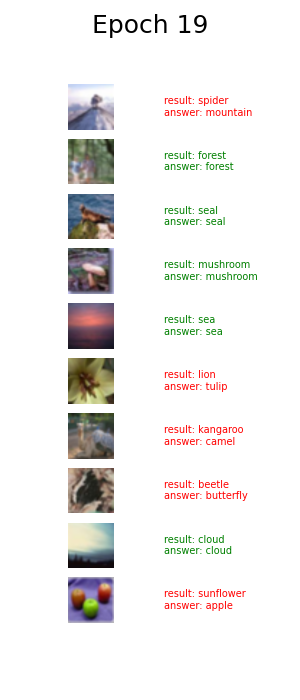 Epoch 19
result: spider
answer: mountain
result: forest
answer: forest
result: seal
answer: seal
result: mushroom
answer: mushroom
result: sea
answer: sea
result: lion
answer: tulip
result: kangaroo
answer: camel
result: beetle
answer: butterfly
result: cloud
answer: cloud
result: sunflower
answer: apple